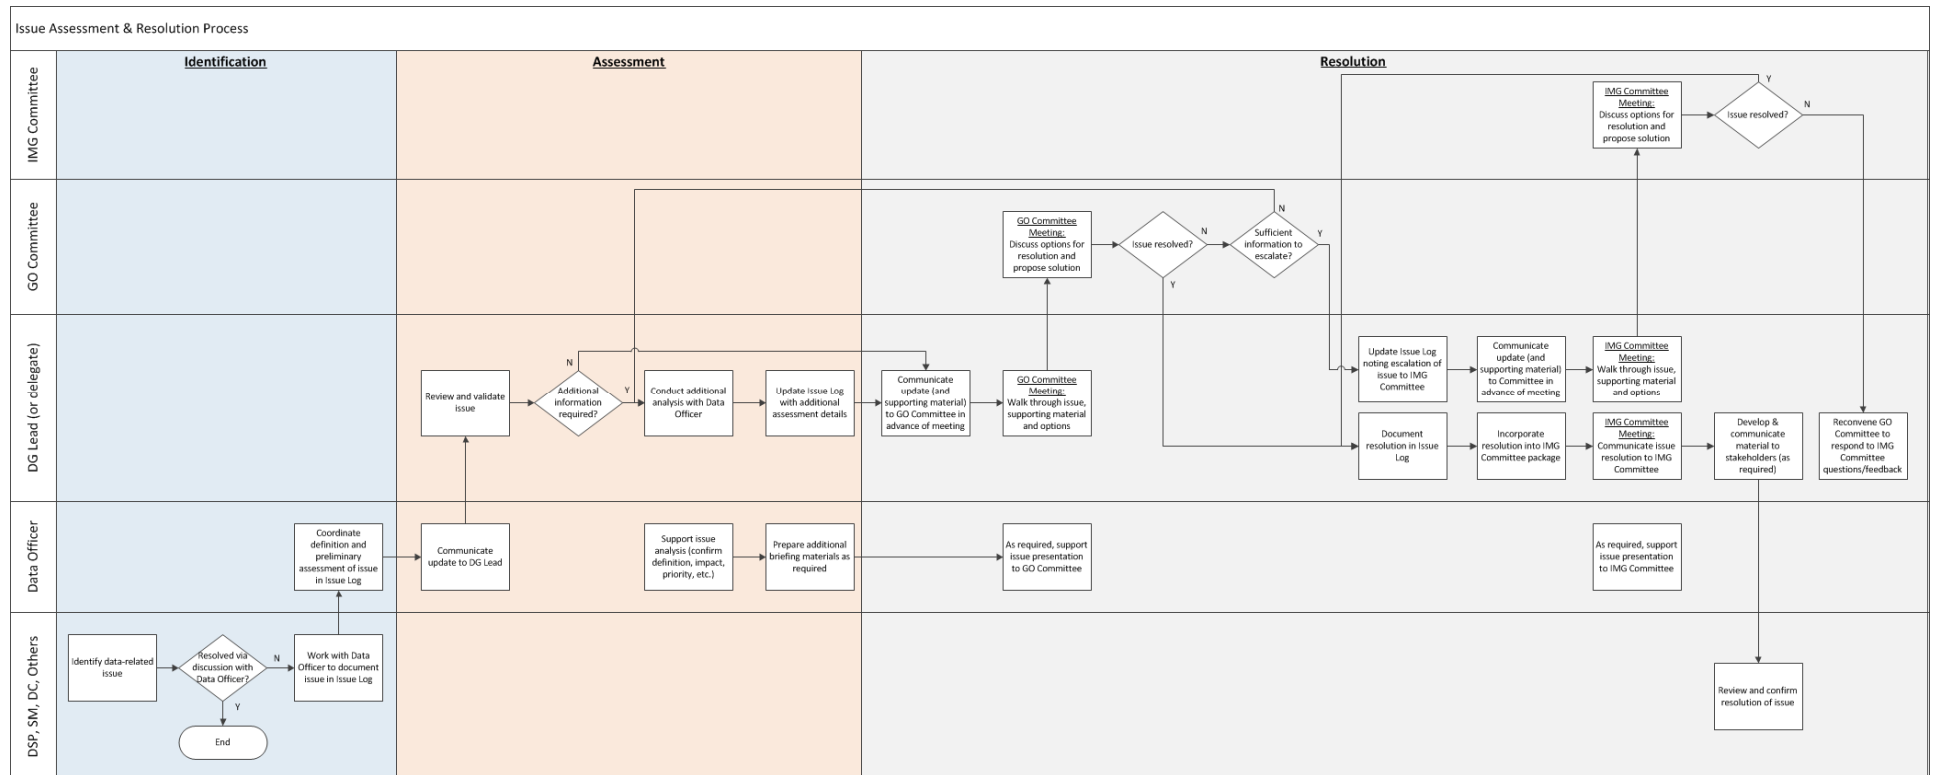 Issue Assessment & Resolution Process
Identification
Assessment
Resolution
IMG Committee
IMG Committee
Meeting:
Discuss options for
resolution and
propose solution
Issue resolved?
Y
N
GO Committee
GO Committee
Meeting:
Discuss options for
resolution and
propose solution
Issue resolved?
N
Y
Sufficient
information to
escalate?
N
Y
DG Lead (or delegate)
Review and validate
issue
Additional
information
required?
N
Y
Conduct additional
analysis with Data
Officer
Update Issue Log
with additional
assessment details
Communicate
update (and
supporting material)
to GO Committee in
advance of meeting
GO Committee
Meeting:
Walk through issue,
supporting material
and options
Update Issue Log
noting escalation of
issue to IMG
Committee
Communicate
update (and
supporting material)
to Committee in
advance of meeting
IMG Committee
Meeting:
Walk through issue,
supporting material
and options
Document
resolution in Issue
Log
Incorporate
resolution into IMG
Committee package
IMG Committee
Meeting:
Communicate issue
resolution to IMG
Committee
Develop &
communicate
material to
stakeholders (as
required)
Reconvene GO
Committee to
respond to IMG
Committee
questions/feedback
Data Officer
Coordinate
definition and
preliminary
assessment of issue
in Issue Log
Communicate
update to DG Lead
Support issue
analysis (confirm
definition, impact,
priority, etc.)
Prepare additional
briefing materials as
required
As required, support
issue presentation
to GO Committee
As required, support
issue presentation
to IMG Committee
DSP, SM, DC, Others
Identify data-related
issue
Resolved via
discussion with
Data Officer?
N
Y
Work with Data
Officer to document
issue in Issue Log
End
Review and confirm
resolution of issue